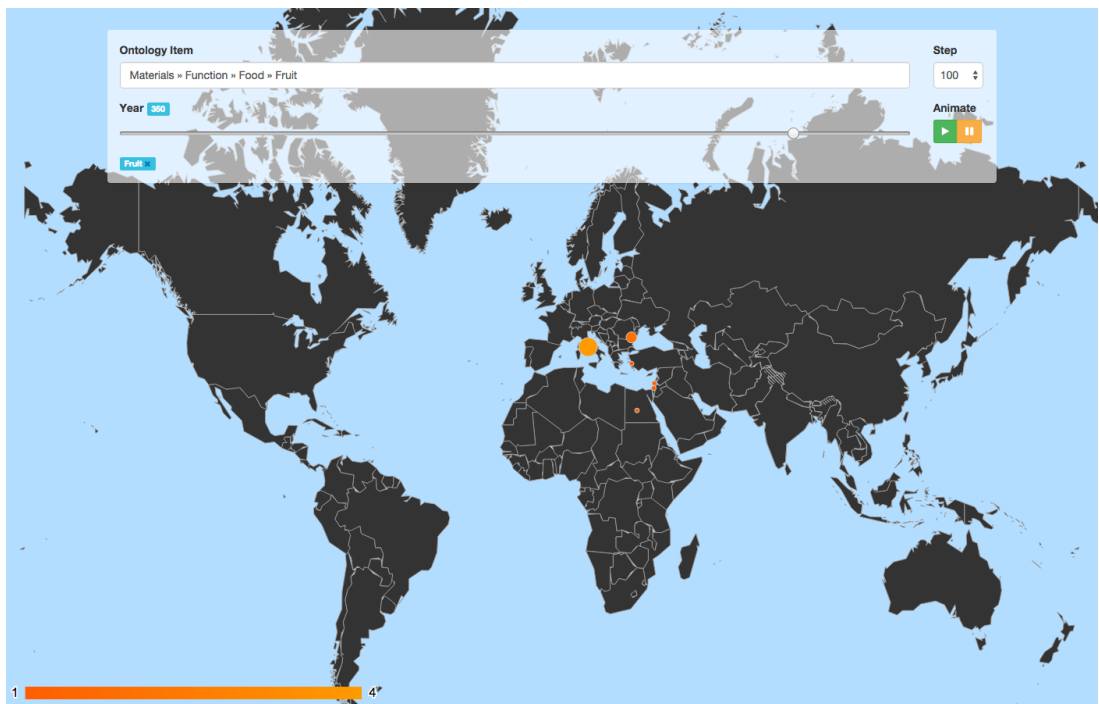 Ontology Item
Step
Materials » Function » Food » Fruit
100
Year 350
Animate
Fruit ×
1
4